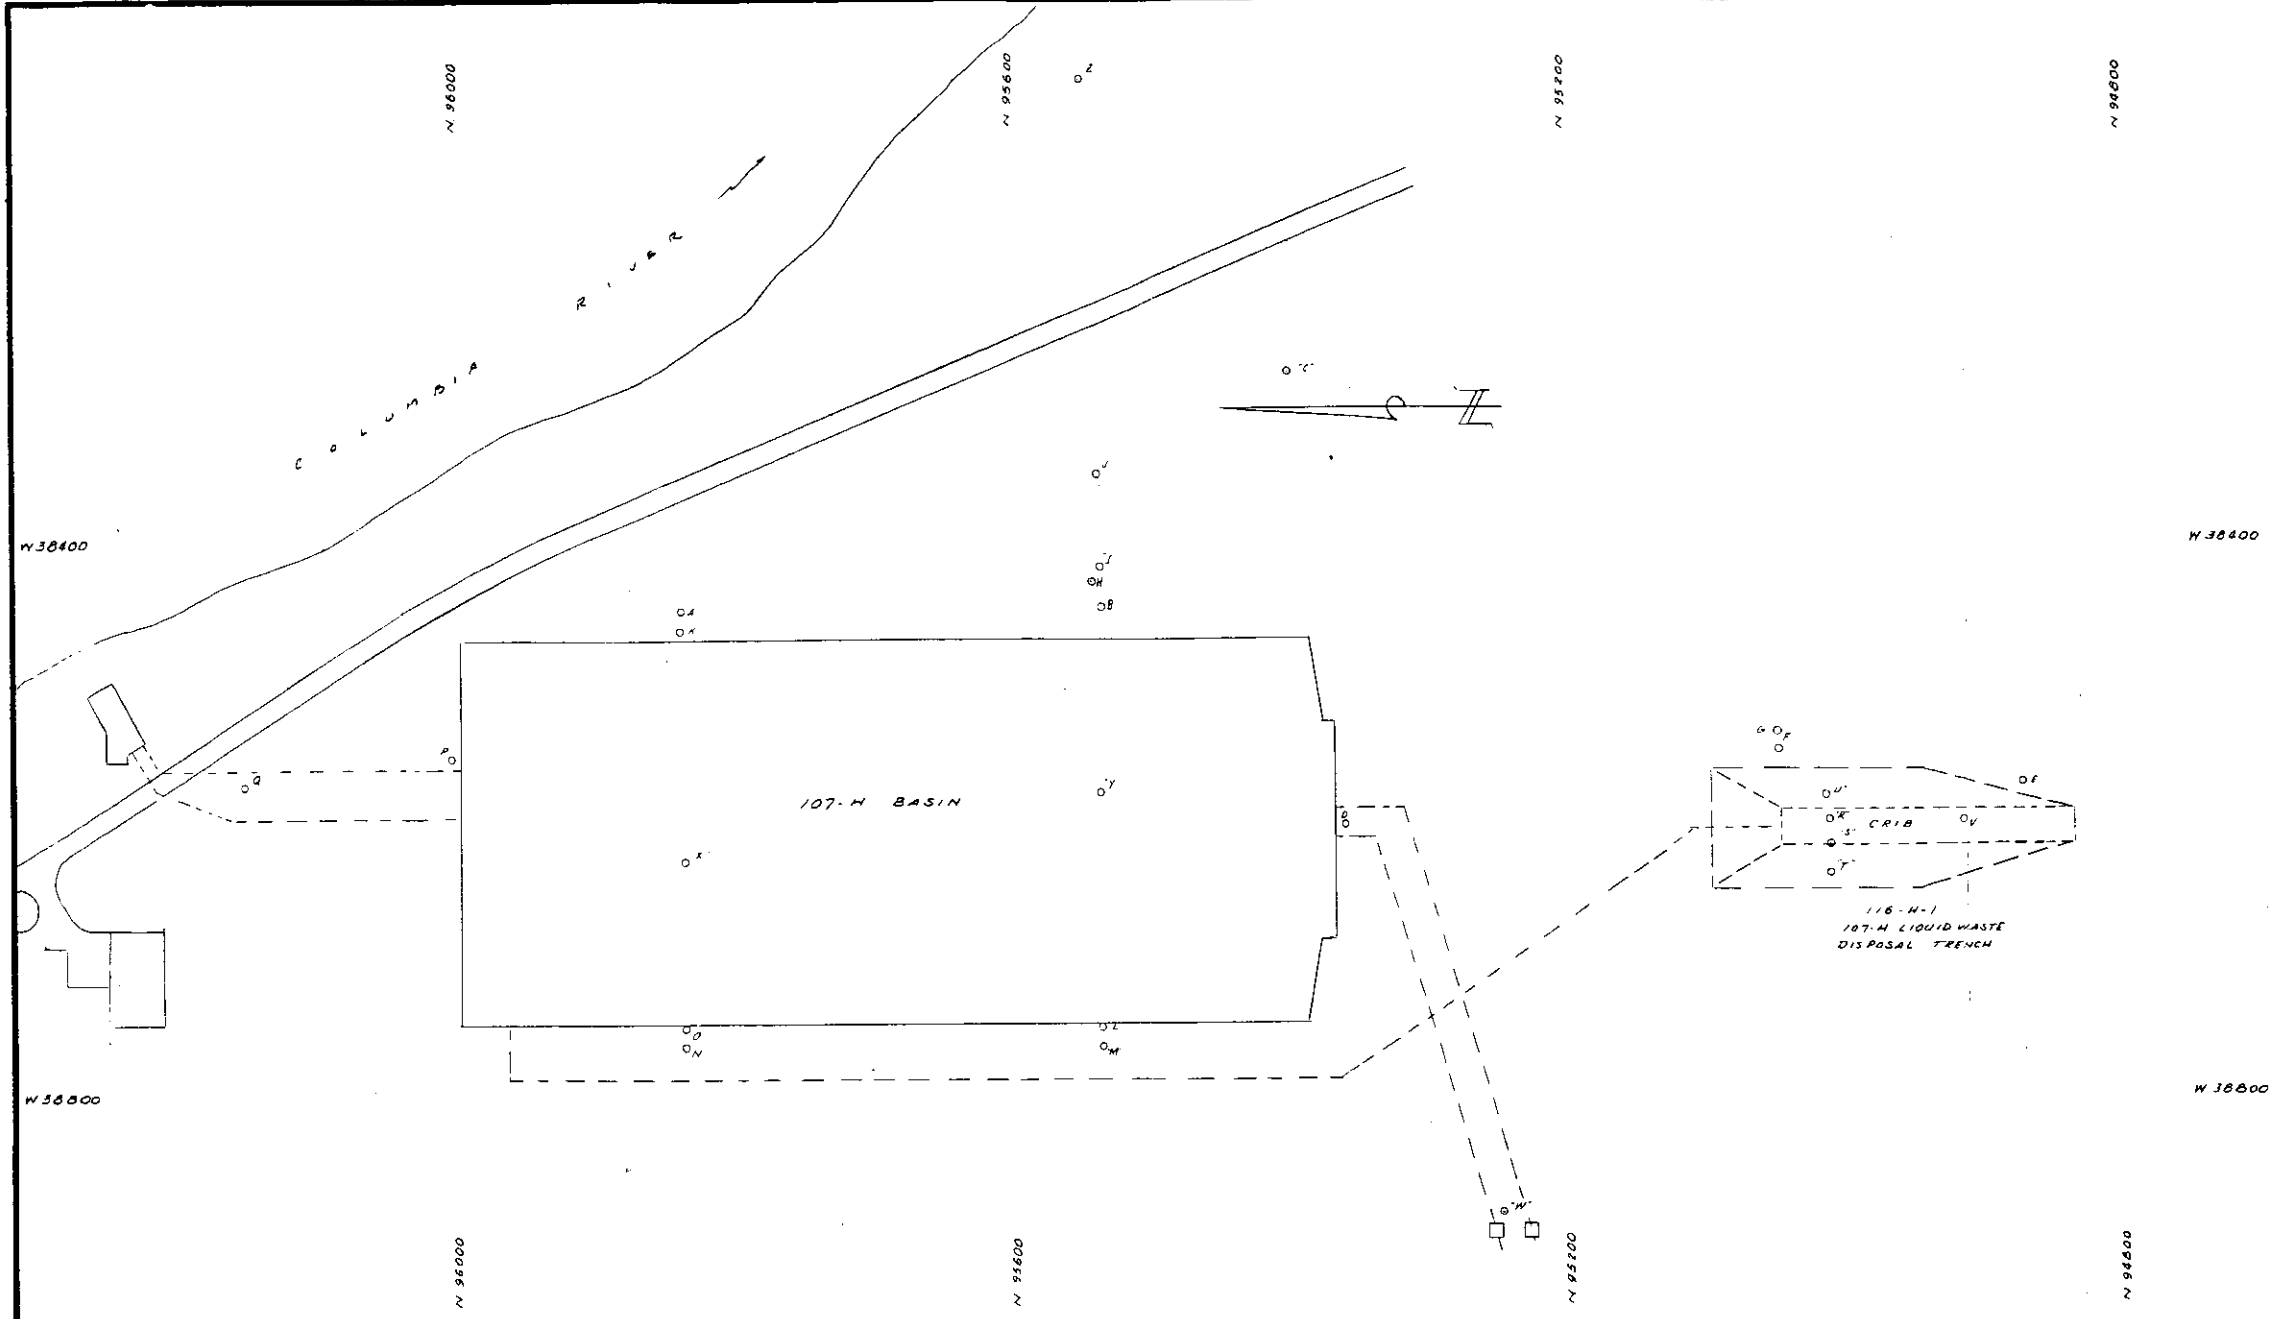 N 96000
N 95600
N 95200
N 94800
Z
COLUMBIA RIVER
"C"
N
J
W 38400
W 38400
"I"
H
B
A
K
P
Q
G
F
E
"Y"
107-H BASIN
D
"U"
"R"
CRIB
V
"S"
"X"
"T"
116-H-1
107-H LIQUID WASTE
DISPOSAL TRENCH
O
L
N
"M"
W 38800
W 38800
"W"
N 96000
N 95600
N 95200
N 94800